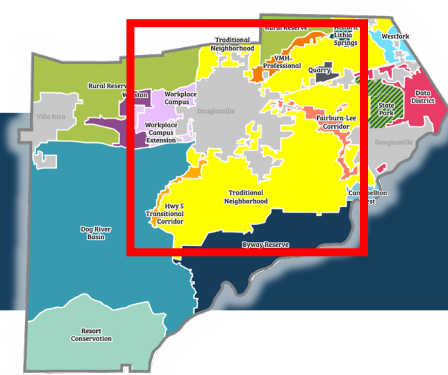 Rural Reserve
Historic
Lithia
Springs
Traditional
Neighborhood
Westfork
VMH-
Professional
Quarry
Rural Reserve
Winston
Workplace
Campus
Data
District
State
Park
Villa Rica
Douglasville
Fairburn-Lee
Corridor
Workplace
Campus
Extension
Douglasville
Traditional
Neighborhood
Campbellton
Hwy 5
Transitional
Corridor
Dog River
Basin
Byway Reserve
Resort
Conservation